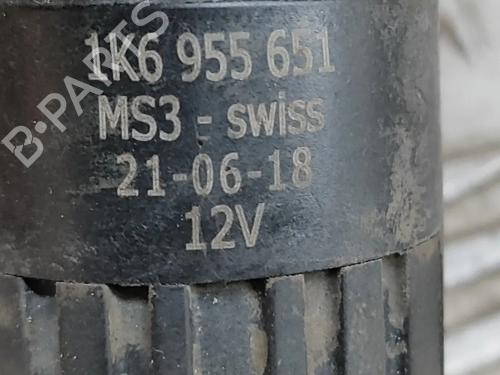 1K6 955 651
MS3 - swiss
21-06-18
12V
B-PARTS